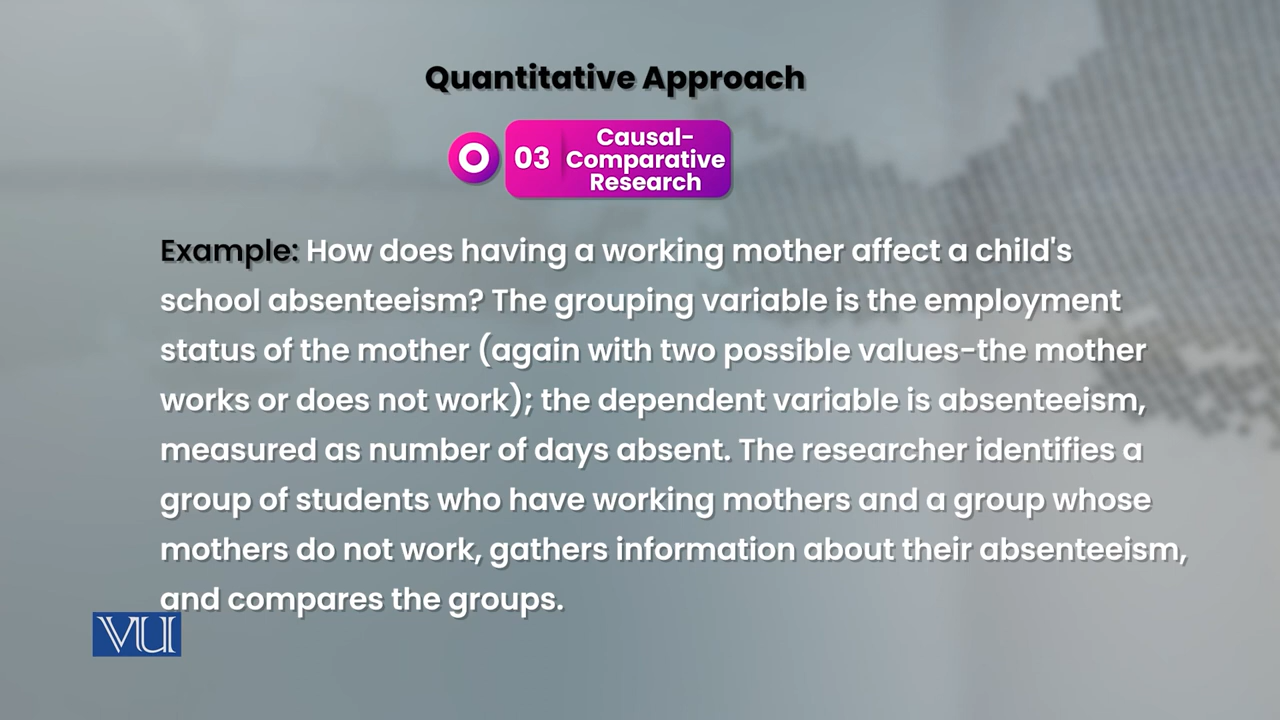 Quantitative Approach
03
Causal-
Comparative
Research
Example: How does having a working mother affect a child's
school absenteeism? The grouping variable is the employment
status of the mother (again with two possible values-the mother
works or does not work); the dependent variable is absenteeism,
measured as number of days absent. The researcher identifies a
group of students who have working mothers and a group whose
mothers do not work, gathers information about their absenteeism,
and compares the groups.
VU